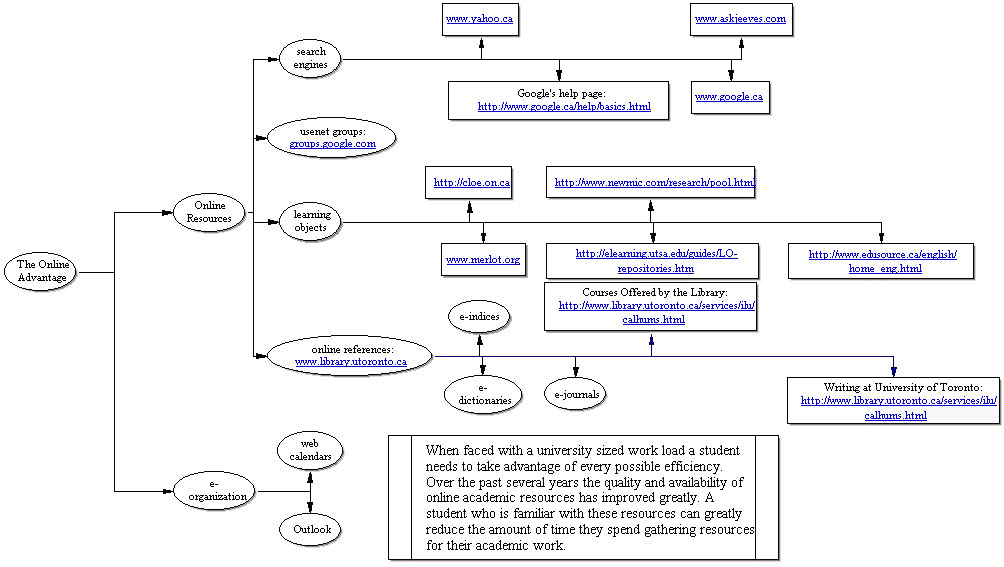 www.yahoo.ca
www.askjeeves.com
search
engines
Google's help page:
http://www.google.ca/help/basics.html
www.google.ca
usenet groups:
groups.google.com
http://cloe.on.ca
http://www.newmic.com/research/pool.html
Online
Resources
learning
objects
www.merlot.org
http://elearning.utsa.edu/guides/LO-
repositories.htm
http://www.edusource.ca/english/
home_eng.html
The Online
Advantage
Courses Offered by the Library:
http://www.library.utoronto.ca/services/ilu/
calhums.html
e-indices
online references:
www.library.utoronto.ca
e-
dictionaries
e-journals
Writing at University of Toronto:
http://www.library.utoronto.ca/services/ilu/
calhums.html
web
calendars
e-
organization
Outlook
When faced with a university sized work load a student
needs to take advantage of every possible efficiency.
Over the past several years the quality and availability of
online academic resources has improved greatly. A
student who is familiar with these resources can greatly
reduce the amount of time they spend gathering resources
for their academic work.